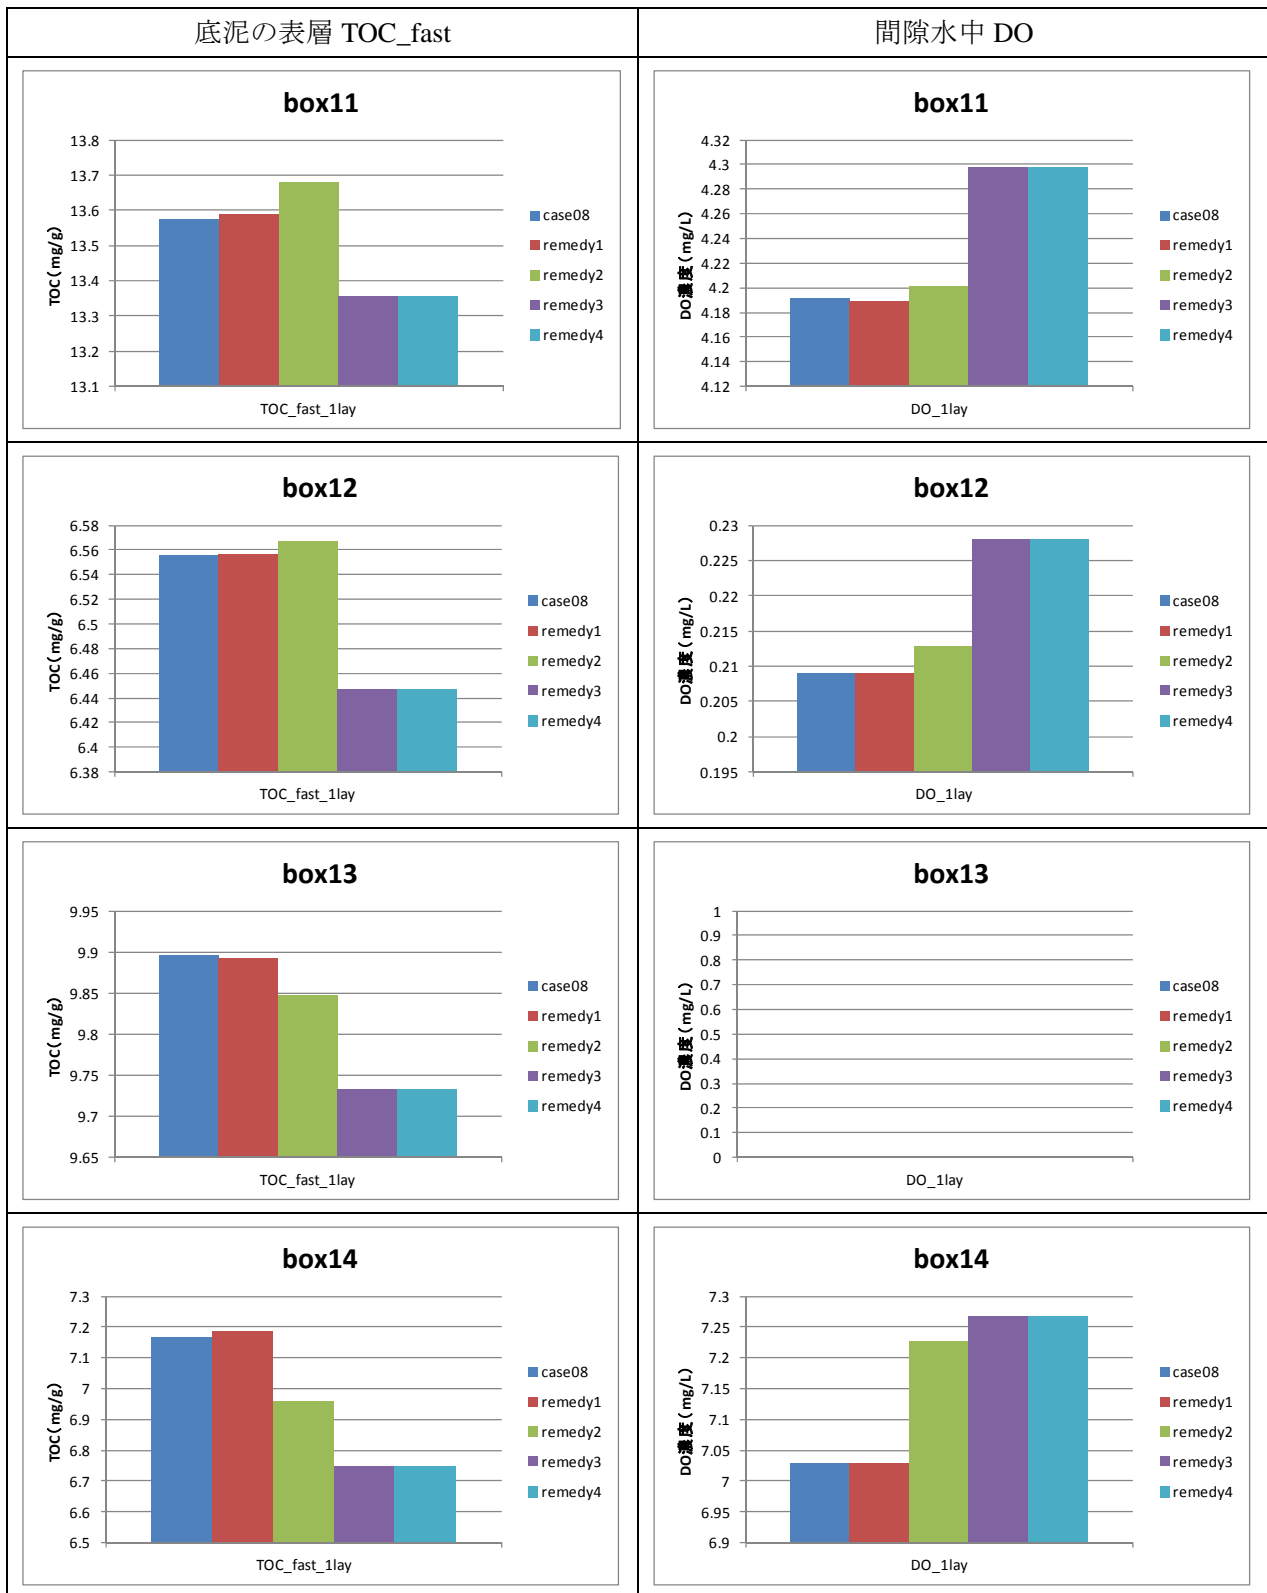 底泥の表層 TOC_fast
間隙水中 DO
box11
13.8
13.7
13.6
13.5
13.4
13.3
13.2
13.1
TOC(mg/g)
TOC_fast_1lay
case08
remedy1
remedy2
remedy3
remedy4
box11
4.32
4.3
4.28
4.26
4.24
4.22
4.2
4.18
4.16
4.14
4.12
DO濃度(mg/L)
DO_1lay
case08
remedy1
remedy2
remedy3
remedy4
box12
6.58
6.56
6.54
6.52
6.5
6.48
6.46
6.44
6.42
6.4
6.38
TOC(mg/g)
TOC_fast_1lay
case08
remedy1
remedy2
remedy3
remedy4
box12
0.23
0.225
0.22
0.215
0.21
0.205
0.2
0.195
DO濃度(mg/L)
DO_1lay
case08
remedy1
remedy2
remedy3
remedy4
box13
9.95
9.9
9.85
9.8
9.75
9.7
9.65
TOC(mg/g)
TOC_fast_1lay
case08
remedy1
remedy2
remedy3
remedy4
box13
1
0.9
0.8
0.7
0.6
0.5
0.4
0.3
0.2
0.1
0
DO濃度(mg/L)
DO_1lay
case08
remedy1
remedy2
remedy3
remedy4
box14
7.3
7.2
7.1
7
6.9
6.8
6.7
6.6
6.5
TOC(mg/g)
TOC_fast_1lay
case08
remedy1
remedy2
remedy3
remedy4
box14
7.3
7.25
7.2
7.15
7.1
7.05
7
6.95
6.9
DO濃度(mg/L)
DO_1lay
case08
remedy1
remedy2
remedy3
remedy4